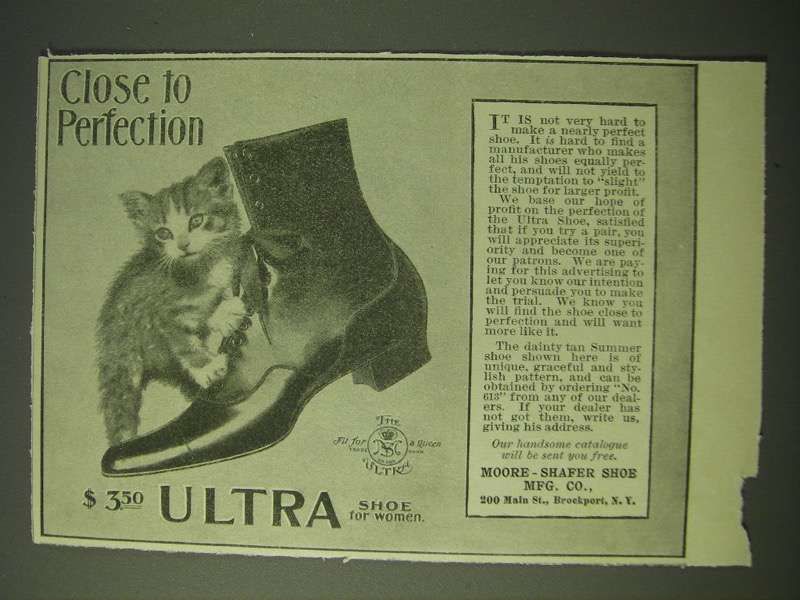 Close to
Perfection
IT IS not very hard to
make a nearly perfect
shoe. It is hard to find a
manufacturer who makes
all his shoes equally per-
fect, and will not yield to
the temptation to "slight"
the shoe for larger profit.
We base our hope of
profit on the perfection of
the Ultra Shoe, satisfied
that if you try a pair, you
will appreciate its superi-
ority and become one of
our patrons. We are pay-
ing for this advertising to
let you know our intention
and persuade you to make
the trial. We know you
will find the shoe close to
perfection and will want
more like it.
The dainty tan Summer
shoe shown here is of
unique, graceful and sty-
lish pattern, and can be
obtained by ordering "No.
613" from any of our deal-
ers. If your dealer has
not got them, write us,
giving his address.
Our handsome catalogue
will be sent you free.
MOORE-SHAFER SHOE
MFG. CO.,
200 Main St., Brockport, N. Y.
The
Fit for a Queen
TRADE MARK
ULTRA
$3.50 ULTRA SHOE
for women.